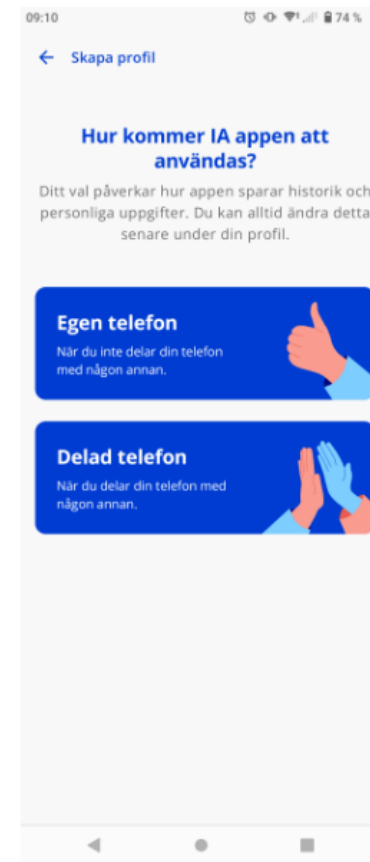 09:10
74 %
Skapa profil
Hur kommer IA appen att
användas?
Ditt val påverkar hur appen sparar historik och
personliga uppgifter. Du kan alltid ändra detta
senare under din profil.
Egen telefon
När du inte delar din telefon
med någon annan.
Delad telefon
När du delar din telefon med
någon annan.